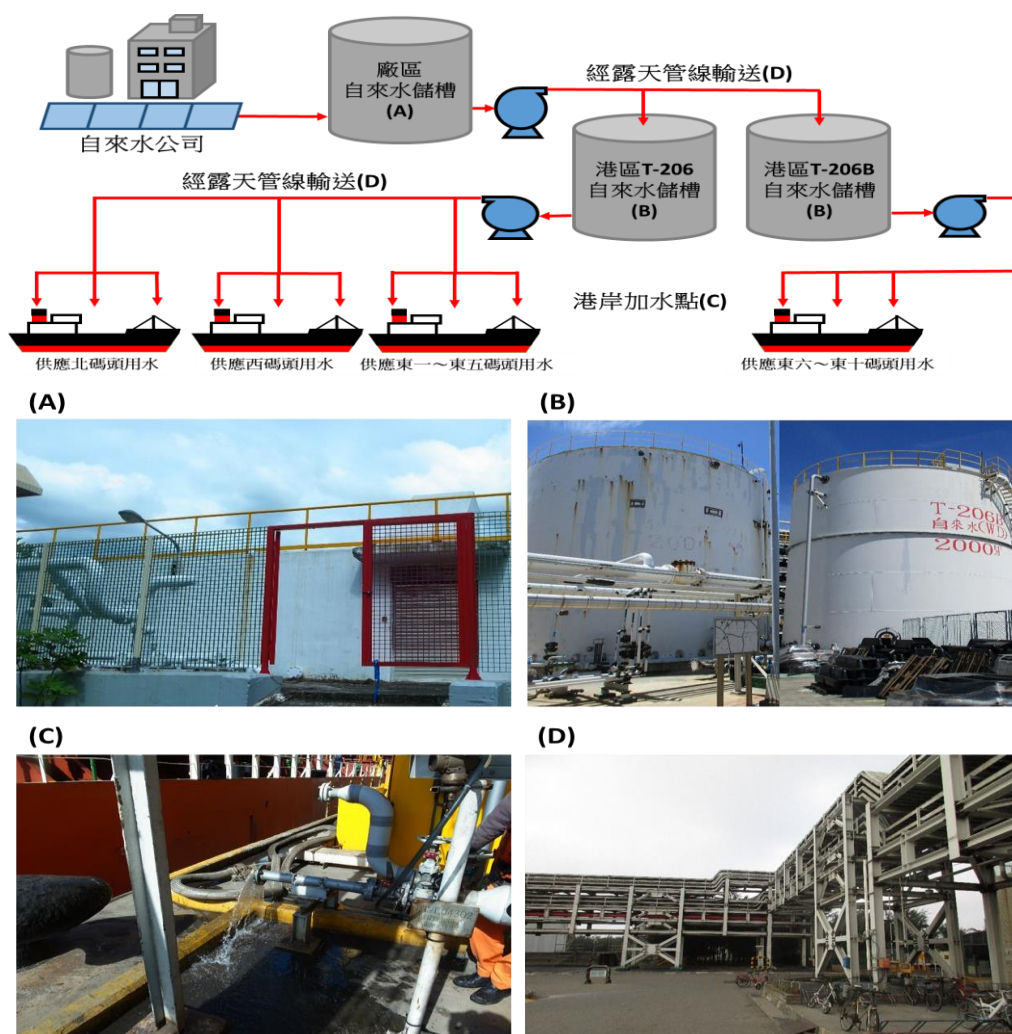 廠區
自來水儲槽
(A)
經露天管線輸送(D)
自來水公司
港區T-206
自來水儲槽
(B)
港區T-206B
自來水儲槽
(B)
經露天管線輸送(D)
港岸加水點(C)
供應北碼頭用水
供應西碼頭用水
供應東一～東五碼頭用水
供應東六～東十碼頭用水
(A)
(B)
T-206B
自來水(WD)
2000
(C)
(D)